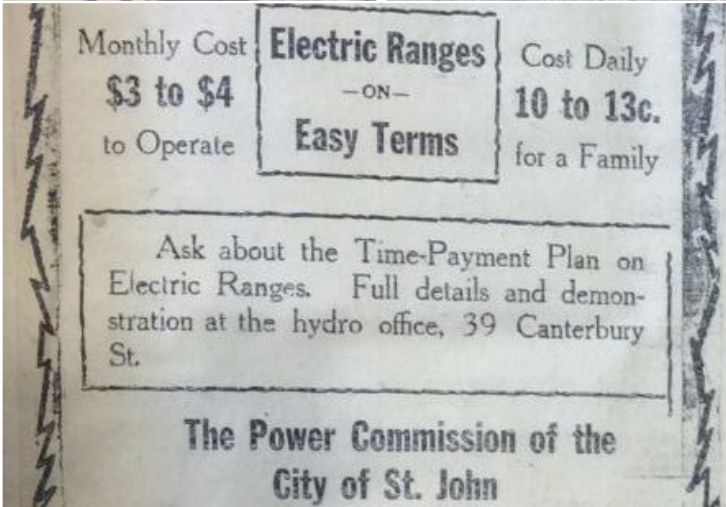 Monthly Cost
$3 to $4
to Operate
Electric Ranges
—ON—
Easy Terms
Cost Daily
10 to 13c.
for a Family
Ask about the Time-Payment Plan on
Electric Ranges. Full details and demon-
stration at the hydro office, 39 Canterbury
St.
The Power Commission of the
City of St. John